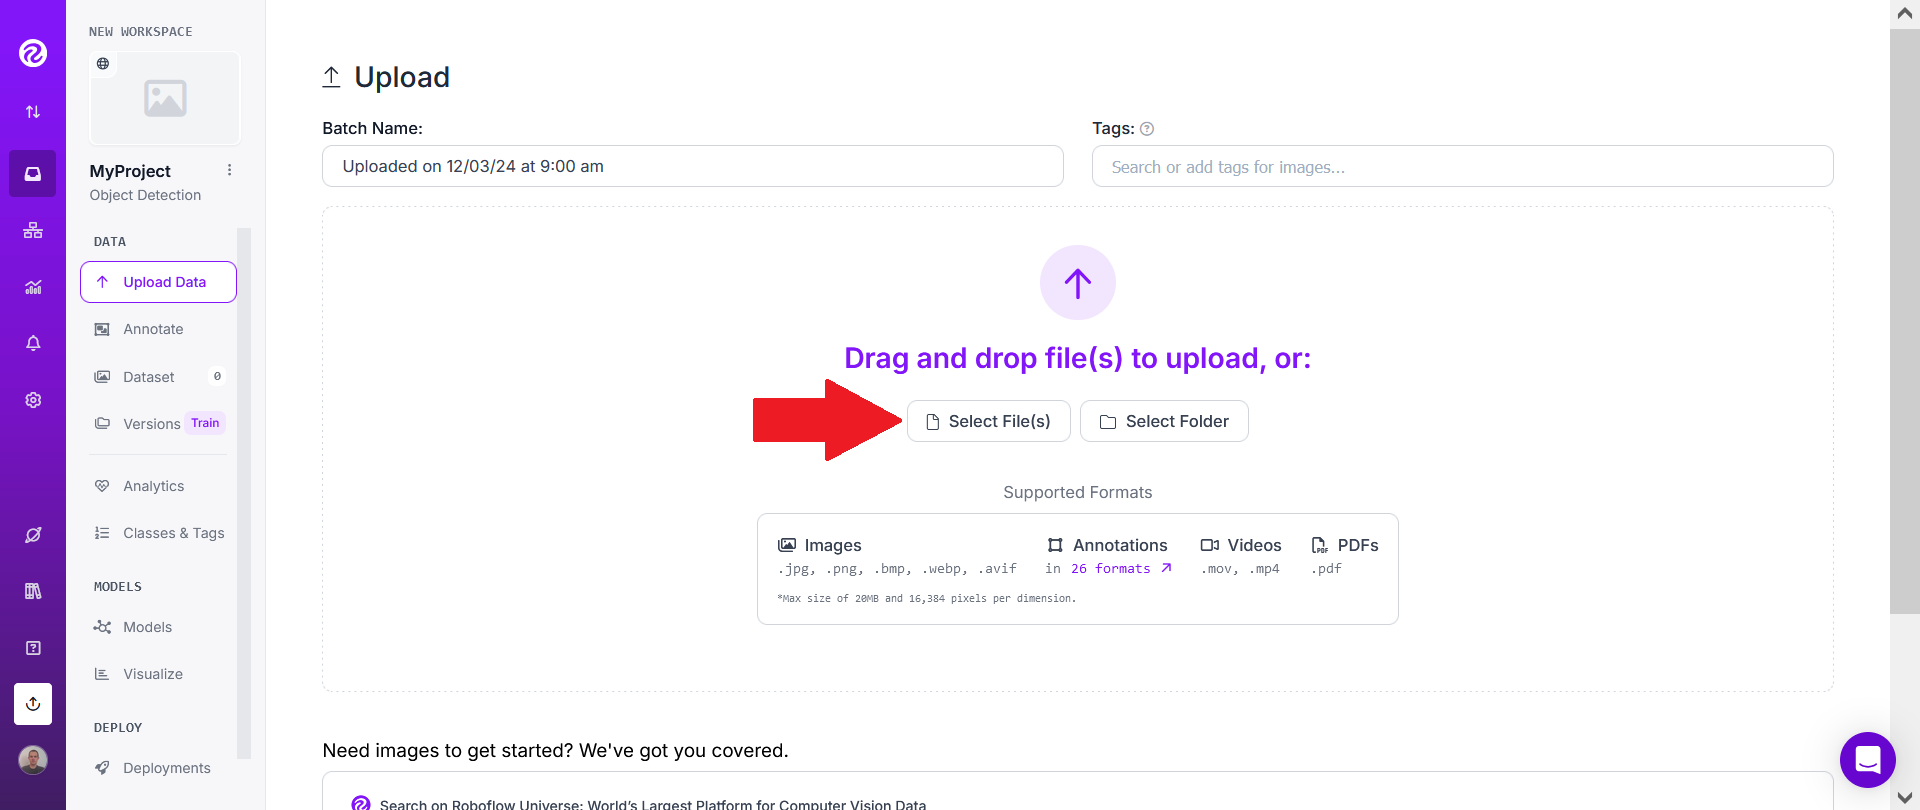 NEW WORKSPACE
MyProject
Object Detection
DATA
Upload Data
Annotate
Dataset 0
Versions Train
Analytics
Classes & Tags
MODELS
Models
Visualize
DEPLOY
Deployments
Upload
Batch Name:
Uploaded on 12/03/24 at 9:00 am
Tags: ?
Search or add tags for images...
Drag and drop file(s) to upload, or:
Select File(s) Select Folder
Supported Formats
Images
.jpg, .png, .bmp, .webp, .avif
Annotations
in 26 formats
Videos
.mov, .mp4
PDFs
.pdf
*Max size of 20MB and 16,384 pixels per dimension.
Need images to get started? We've got you covered.
Search on Roboflow Universe: World's Largest Platform for Computer Vision Data